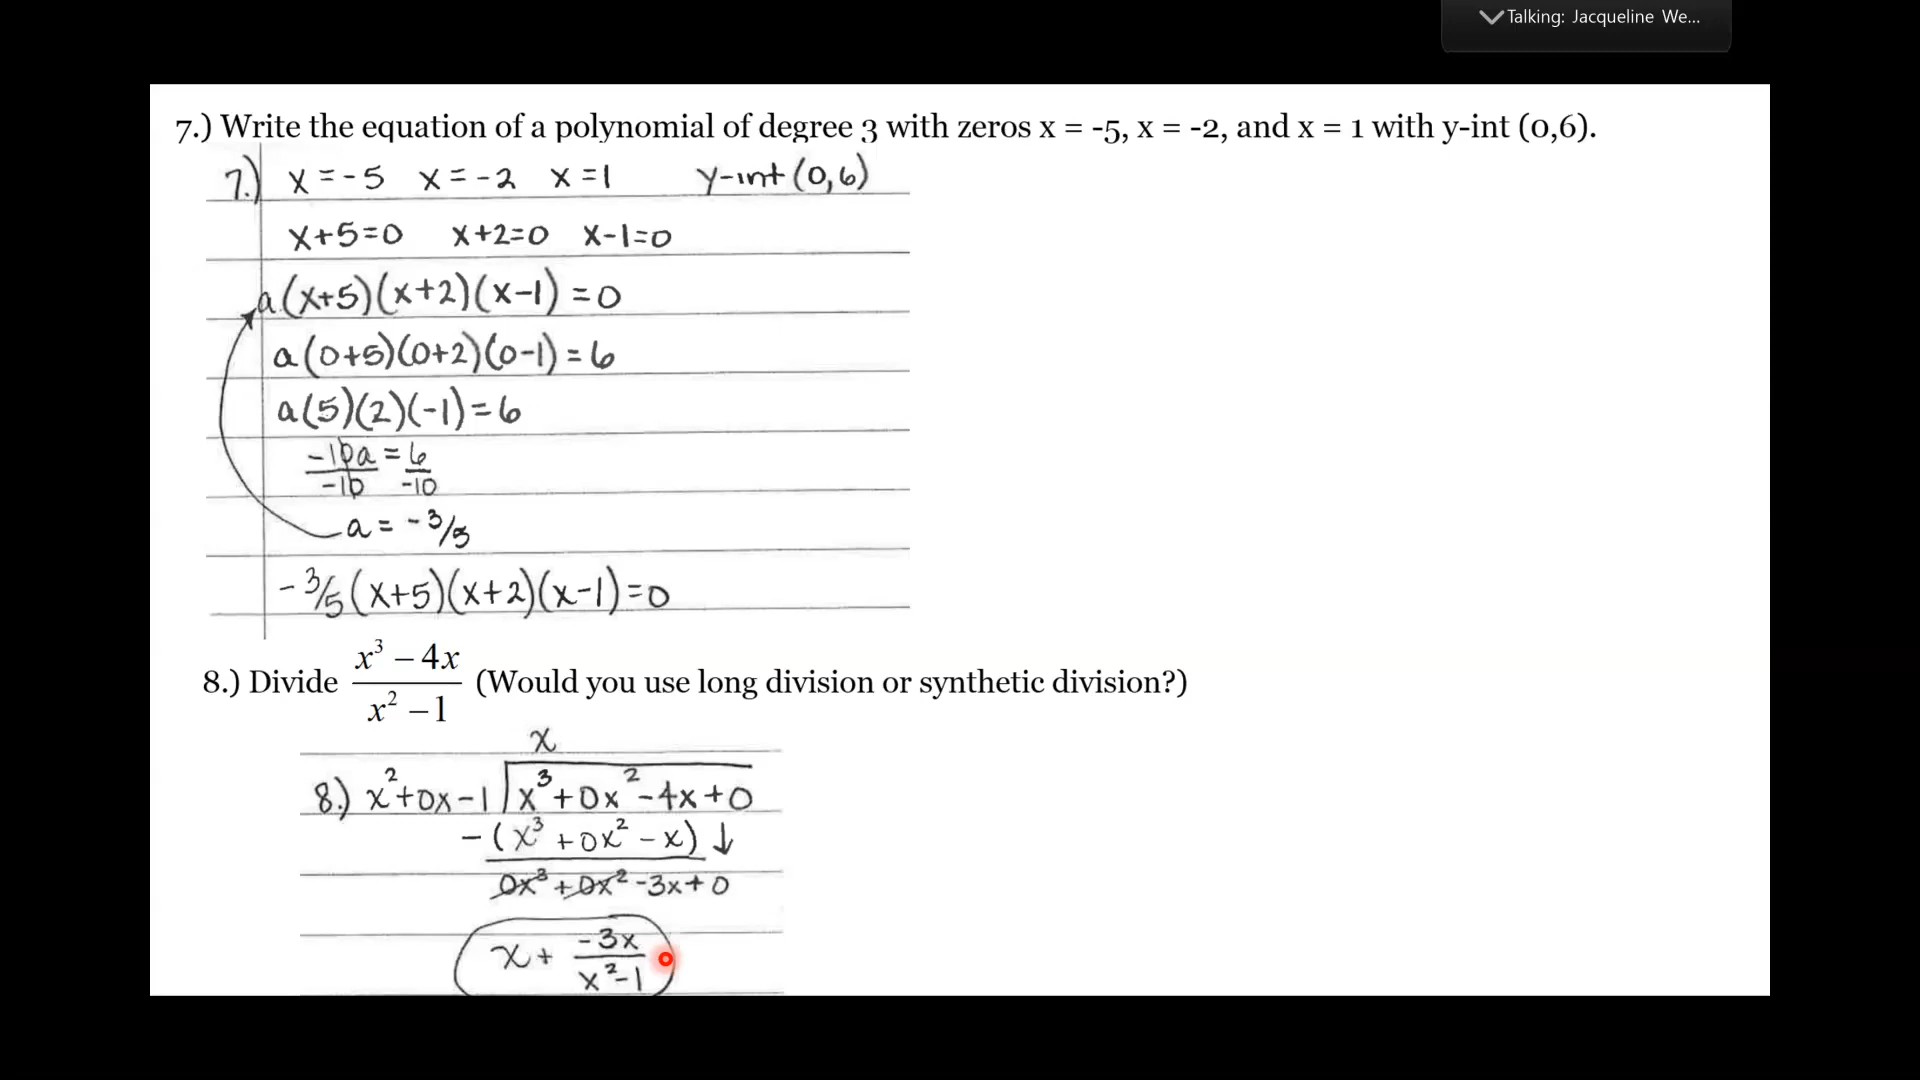 Talking: Jacqueline We...
7.) Write the equation of a polynomial of degree 3 with zeros x = -5, x = -2, and x = 1 with y-int (0,6).
7.) x = -5 x = -2 x = 1 y-int (0,6)
x+5=0 x+2=0 x-1=0
a(x+5)(x+2)(x-1) = 0
a(0+5)(0+2)(0-1) = 6
a(5)(2)(-1) = 6
-10a = 6
-10 -10
a = -3/5
-3/5 (x+5)(x+2)(x-1) = 0
x³ − 4x
8.) Divide (Would you use long division or synthetic division?)
x² − 1
x
8.) x²+0x-1 x³+0x²-4x+0
-(x³+0x²-x) ↓
0x³+0x²-3x+0
-3x
x+
x²-1